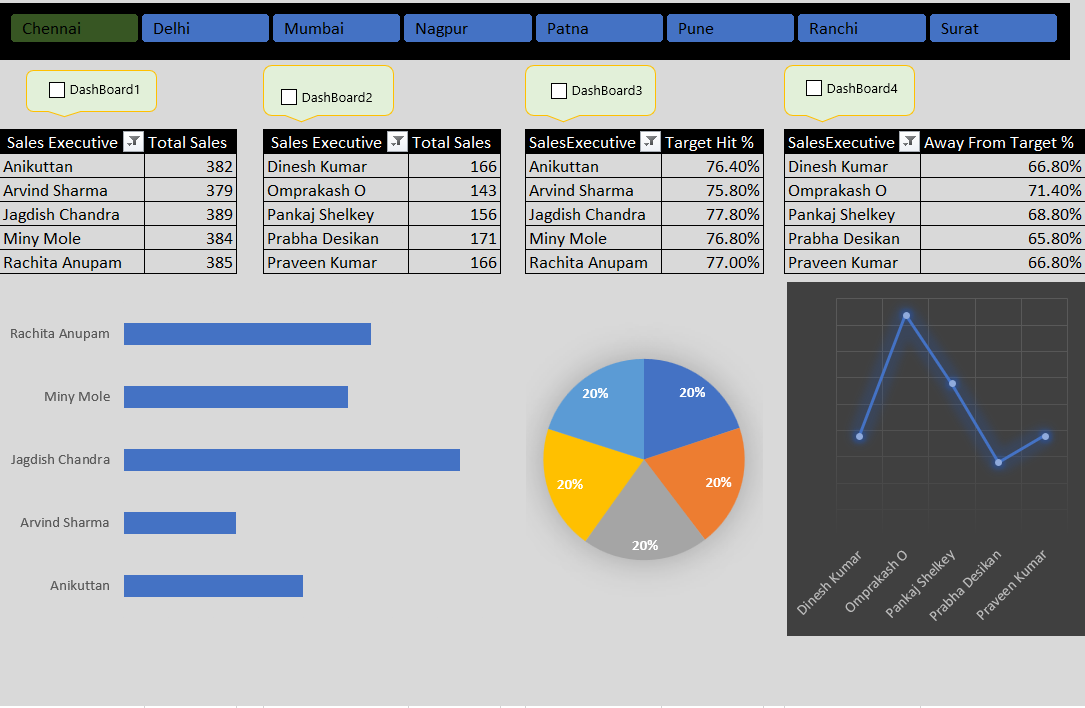 Chennai Delhi Mumbai Nagpur Patna Pune Ranchi Surat
DashBoard1 DashBoard2 DashBoard3 DashBoard4
Sales Executive Total Sales
Anikuttan 382
Arvind Sharma 379
Jagdish Chandra 389
Miny Mole 384
Rachita Anupam 385
Sales Executive Total Sales
Dinesh Kumar 166
Omprakash O 143
Pankaj Shelkey 156
Prabha Desikan 171
Praveen Kumar 166
SalesExecutive Target Hit %
Anikuttan 76.40%
Arvind Sharma 75.80%
Jagdish Chandra 77.80%
Miny Mole 76.80%
Rachita Anupam 77.00%
SalesExecutive Away From Target %
Dinesh Kumar 66.80%
Omprakash O 71.40%
Pankaj Shelkey 68.80%
Prabha Desikan 65.80%
Praveen Kumar 66.80%
Rachita Anupam
Miny Mole
Jagdish Chandra
Arvind Sharma
Anikuttan
20%
20%
20%
20%
20%
Dinesh Kumar
Omprakash O
Pankaj Shelkey
Prabha Desikan
Praveen Kumar